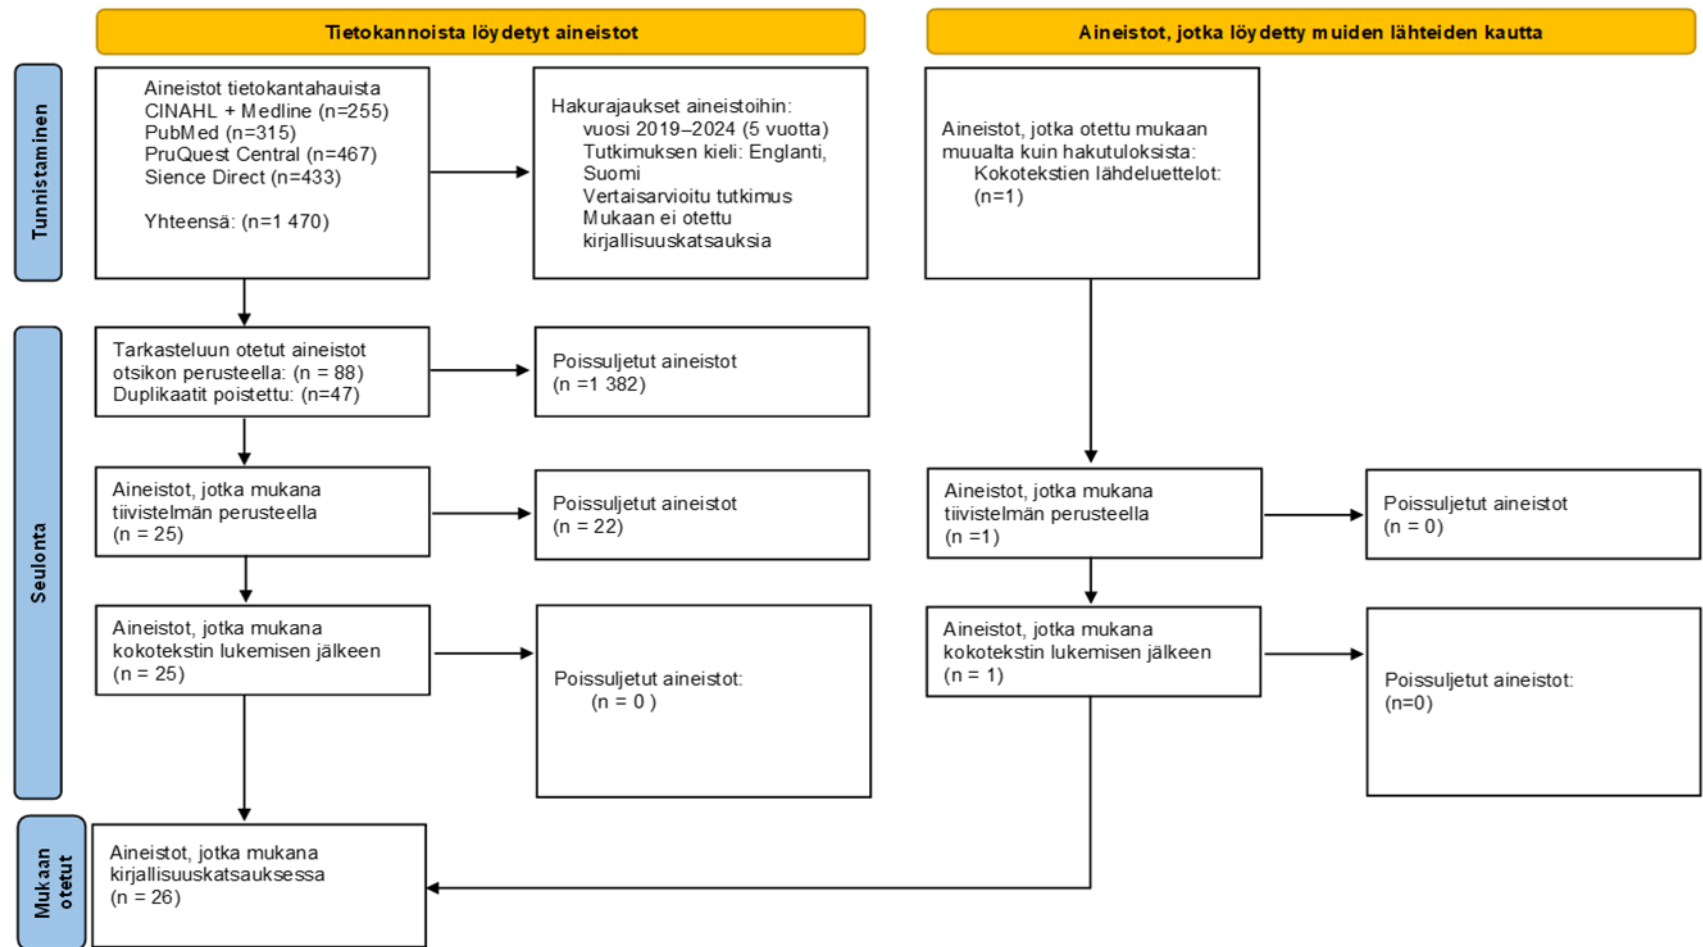 Tietokannoista löydetyt aineistot
Aineistot, jotka löydetty muiden lähteiden kautta
Tunnistaminen
Aineistot tietokantahauista
CINAHL + Medline (n=255)
PubMed (n=315)
PruQuest Central (n=467)
Sience Direct (n=433)
Yhteensä: (n=1 470)
Hakurajaukset aineistoihin:
vuosi 2019–2024 (5 vuotta)
Tutkimuksen kieli: Englanti,
Suomi
Vertaisarvioitu tutkimus
Mukaan ei otettu
kirjallisuuskatsauksia
Aineistot, jotka otettu mukaan
muualta kuin hakutuloksista:
Kokotekstien lähdeluettelot:
(n=1)
Seulonta
Tarkasteluun otetut aineistot
otsikon perusteella: (n = 88)
Duplikaatit poistettu: (n=47)
Poissuljetut aineistot
(n =1 382)
Aineistot, jotka mukana
tiivistelmän perusteella
(n = 25)
Poissuljetut aineistot
(n = 22)
Aineistot, jotka mukana
tiivistelmän perusteella
(n =1)
Poissuljetut aineistot
(n = 0)
Aineistot, jotka mukana
kokotekstin lukemisen jälkeen
(n = 25)
Poissuljetut aineistot:
(n = 0 )
Aineistot, jotka mukana
kokotekstin lukemisen jälkeen
(n = 1)
Poissuljetut aineistot:
(n=0)
Mukaan
otetut
Aineistot, jotka mukana
kirjallisuuskatsauksessa
(n = 26)